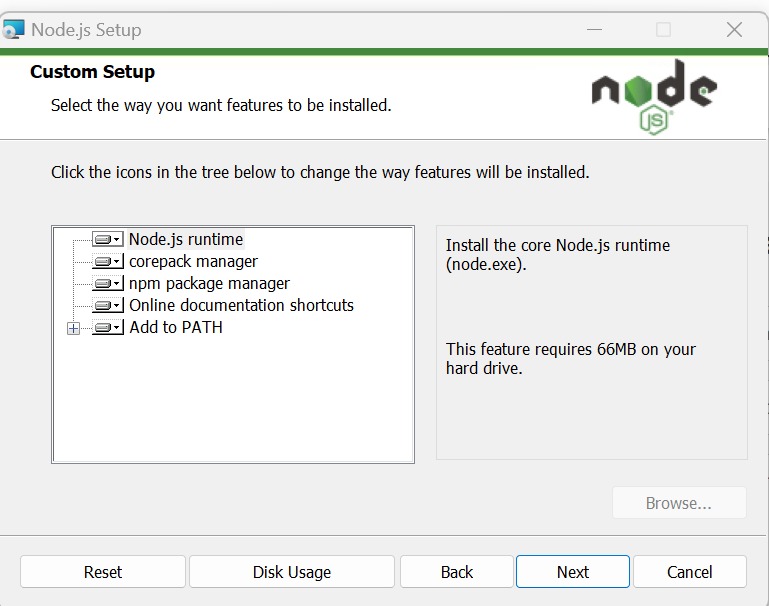 Node.js Setup
Custom Setup
Select the way you want features to be installed.
node
JS
Click the icons in the tree below to change the way features will be installed.
Node.js runtime
corepack manager
npm package manager
Online documentation shortcuts
Add to PATH
Install the core Node.js runtime
(node.exe).
This feature requires 66MB on your
hard drive.
Browse...
Reset
Disk Usage
Back
Next
Cancel